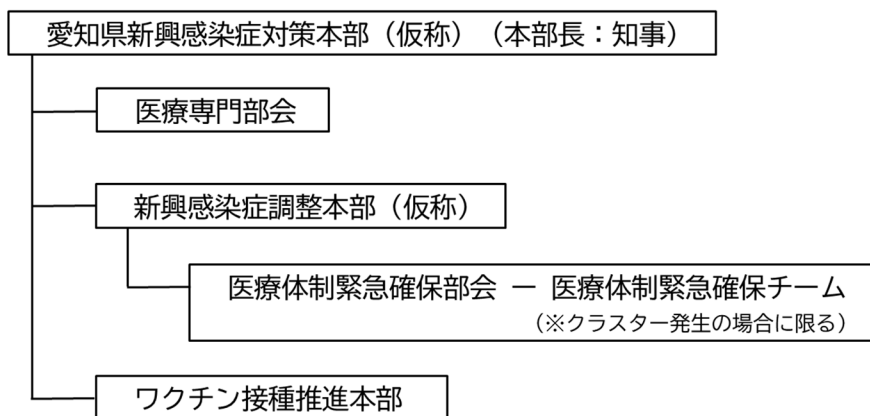 愛知県新興感染症対策本部（仮称）（本部長：知事）
医療専門部会
新興感染症調整本部（仮称）
医療体制緊急確保部会 － 医療体制緊急確保チーム
（※クラスター発生の場合に限る）
ワクチン接種推進本部